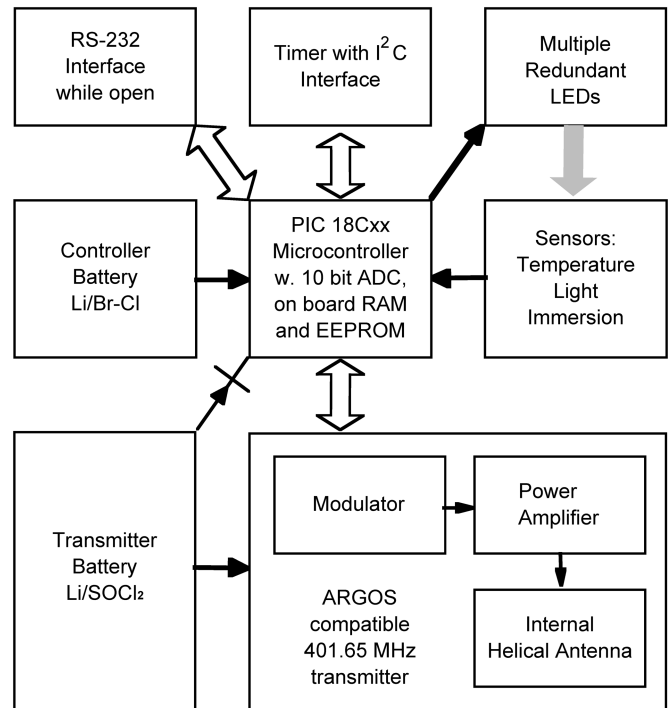 RS-232
Interface
while open
Timer with I2C
Interface
Multiple
Redundant
LEDs
Controller
Battery
Li/Br-Cl
PIC 18Cxx
Microcontroller
w. 10 bit ADC,
on board RAM
and EEPROM
Sensors:
Temperature
Light
Immersion
Transmitter
Battery
Li/SOCl2
Modulator
Power
Amplifier
ARGOS
compatible
401.65 MHz
transmitter
Internal
Helical Antenna